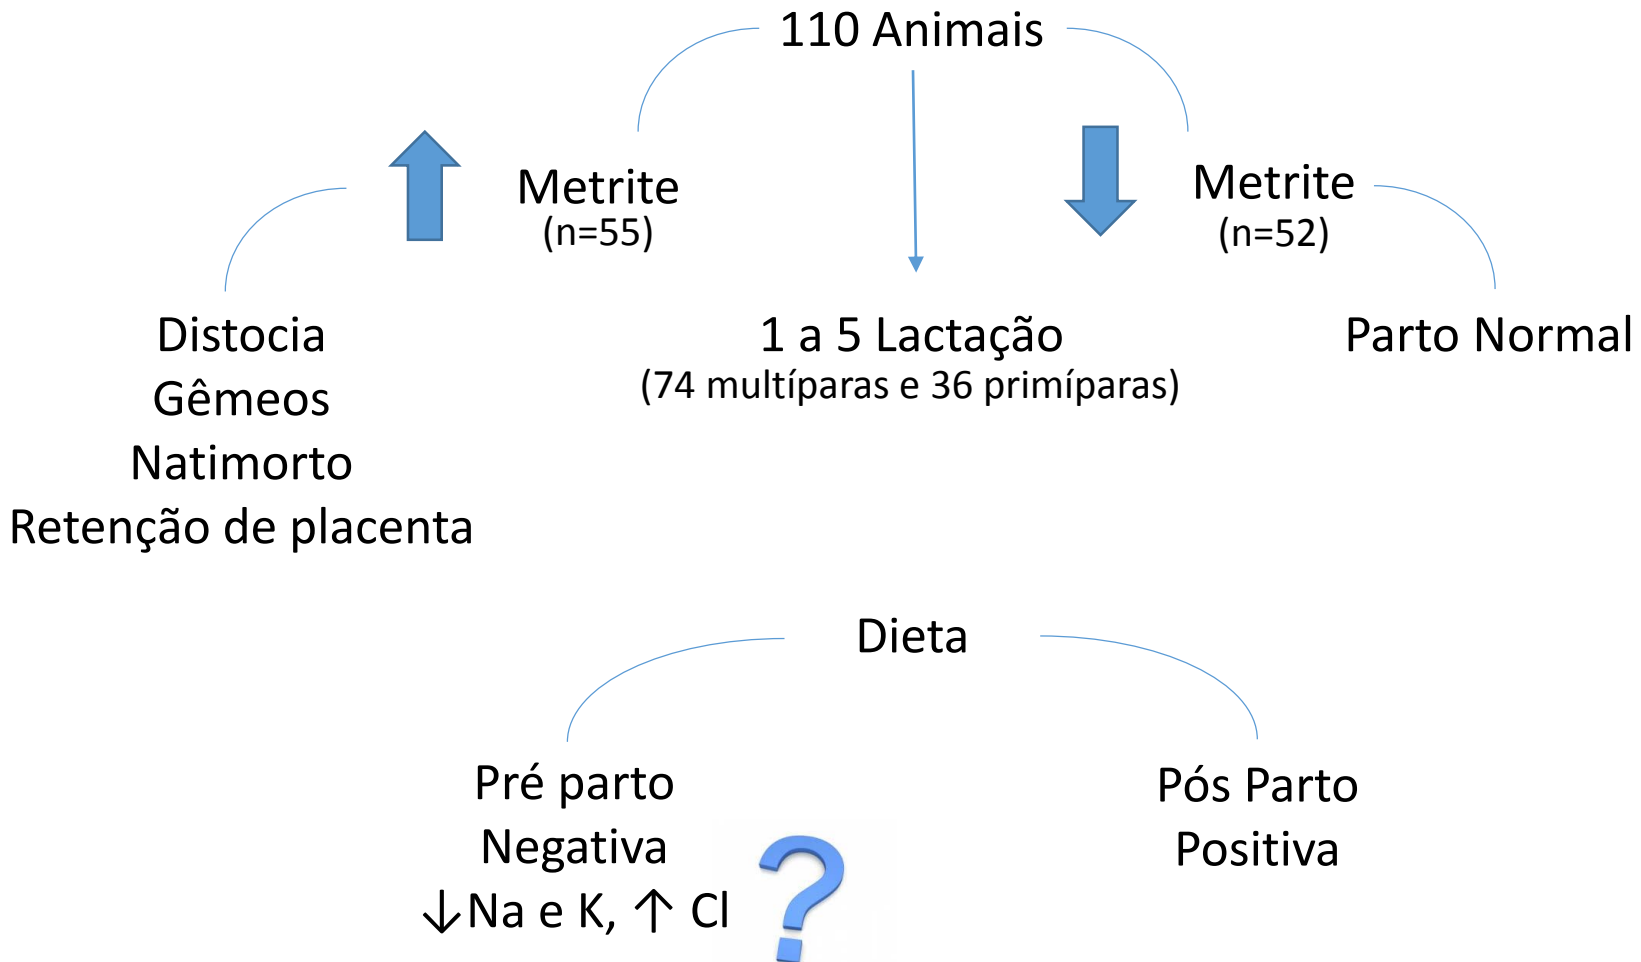 110 Animais
Metrite
(n=55)
Metrite
(n=52)
Distocia
Gêmeos
Natimorto
Retenção de placenta
1 a 5 Lactação
(74 multíparas e 36 primíparas)
Parto Normal
Dieta
Pré parto
Negativa
↓Na e K, ↑ Cl
?
Pós Parto
Positiva